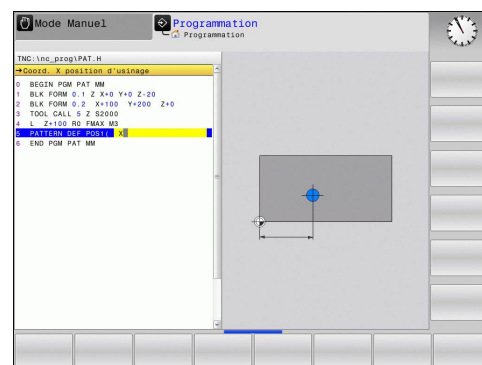 Mode Manuel
Programmation
Programmation
TNC:\nc_prog\PAT.H
→Coord. X position d'usinage
0 BEGIN PGM PAT MM
1 BLK FORM 0.1 Z X+0 Y+0 Z-20
2 BLK FORM 0.2 X+100 Y+200 Z+0
3 TOOL CALL 5 Z S2000
4 L Z+100 R0 FMAX M3
5 PATTERN DEF POS1( X
6 END PGM PAT MM